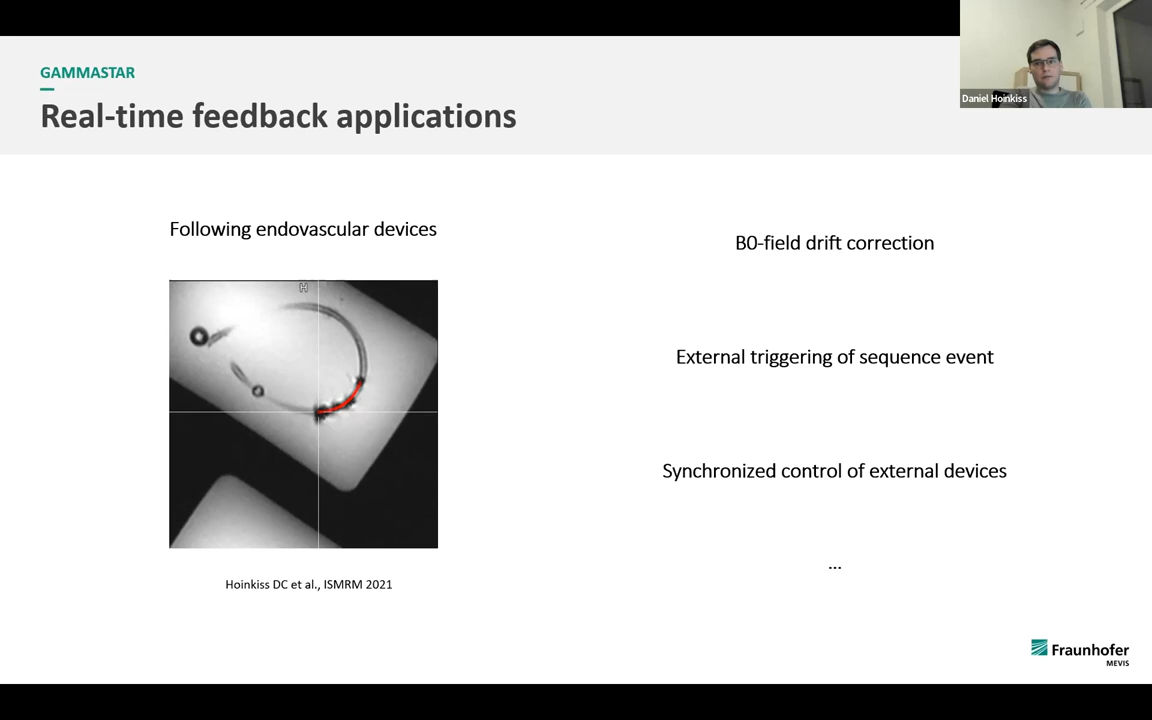 GAMMASTAR
Real-time feedback applications
Daniel Hoinkiss
Following endovascular devices
H
Hoinkiss DC et al., ISMRM 2021
B0-field drift correction
External triggering of sequence event
Synchronized control of external devices
...
Fraunhofer
MEVIS